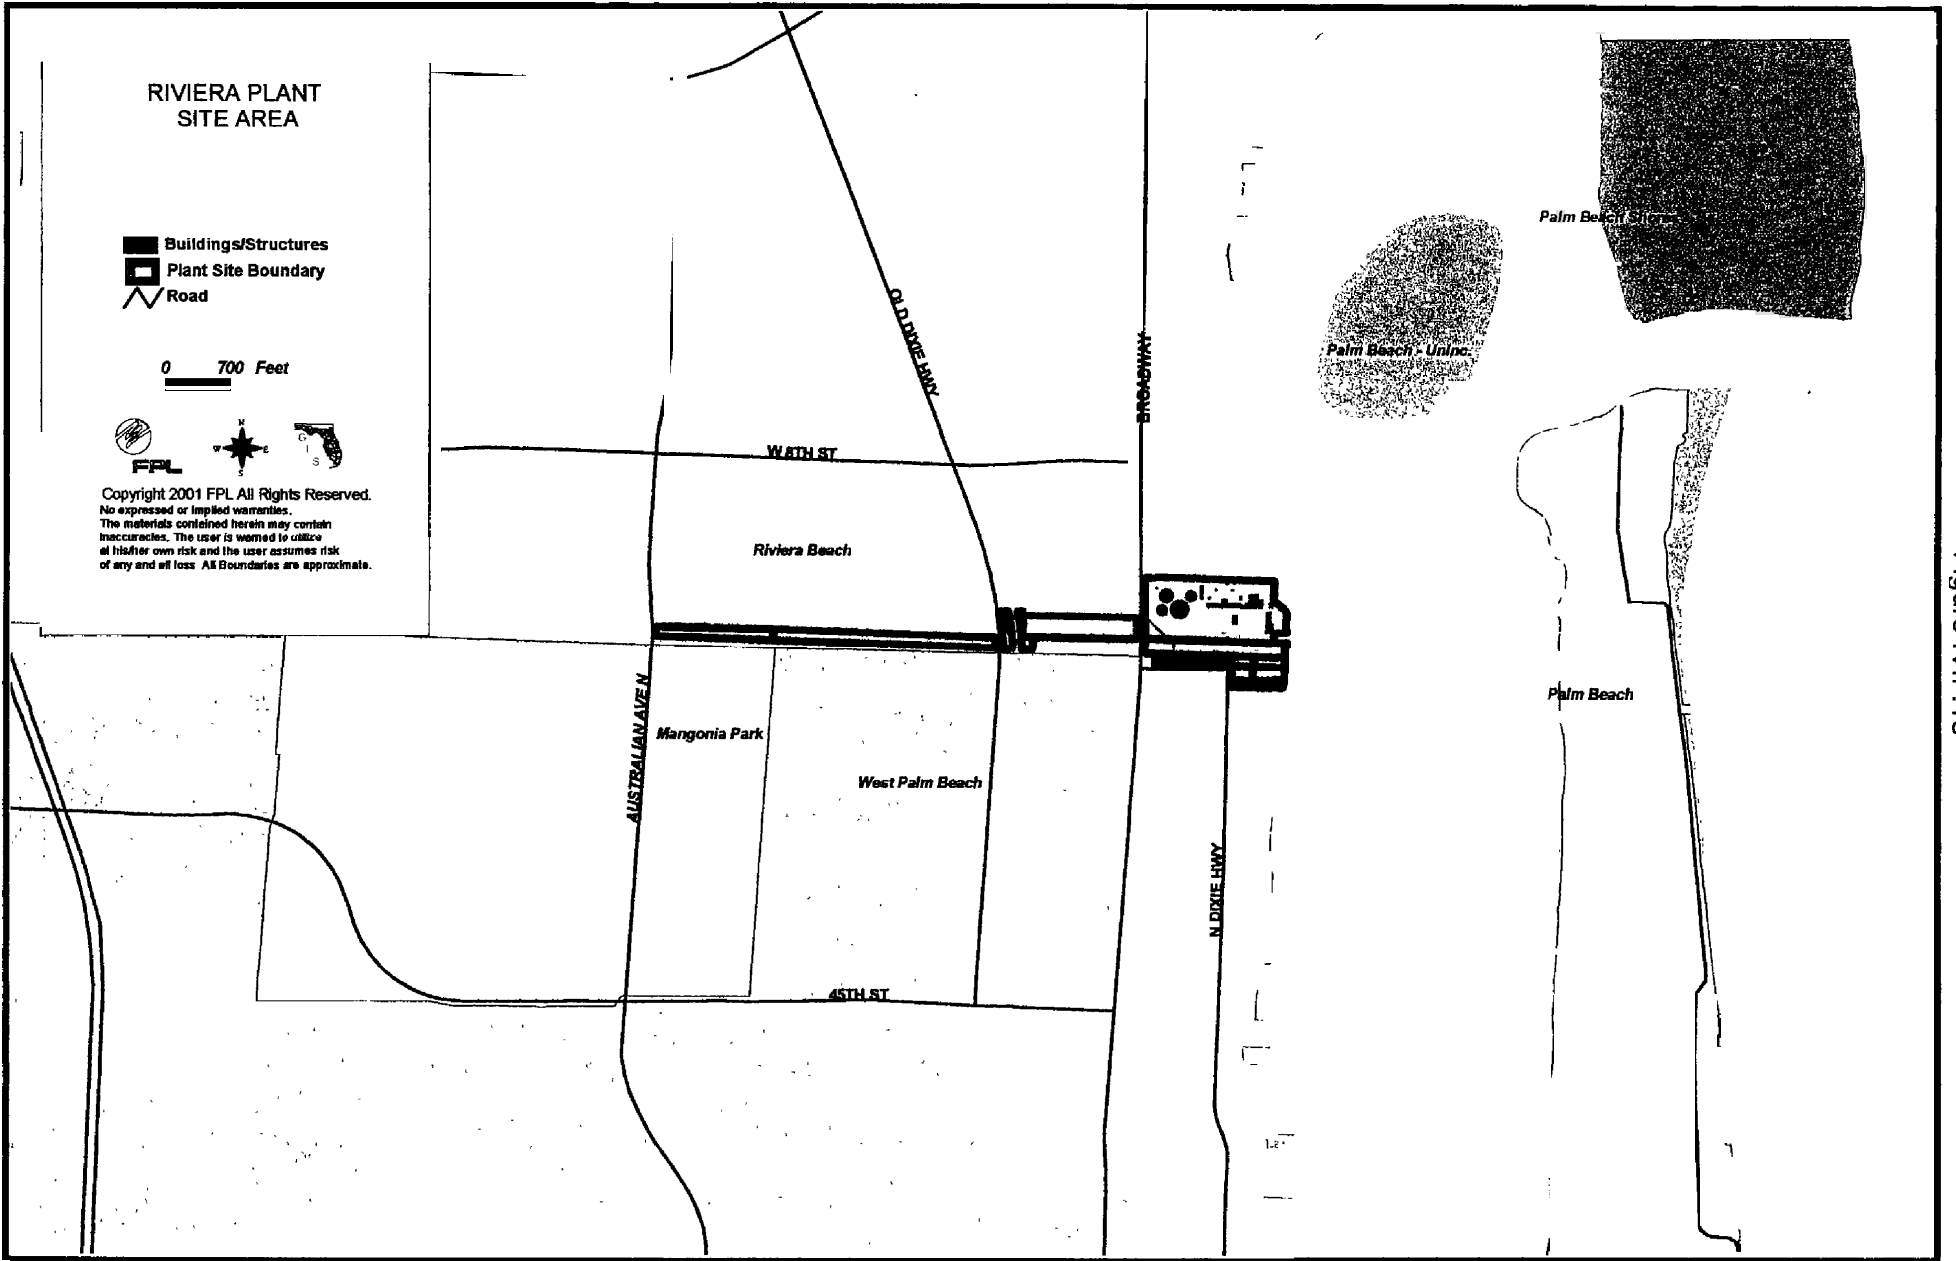 RIVIERA PLANT
SITE AREA
Buildings/Structures
Plant Site Boundary
Road
0 700 Feet
N
W E
S
G
I
S
FPL
Copyright 2001 FPL All Rights Reserved.
No expressed or implied warranties.
The materials contained herein may contain
inaccuracies. The user is warned to utilize
at his/her own risk and the user assumes risk
of any and all loss All Boundaries are approximate.
OLD DIXIE HWY
BROADWAY
Palm Beach Shores
Palm Beach - Uninc.
W 8TH ST
Riviera Beach
Palm Beach
AUSTRALIAN AVE N
Mangonia Park
West Palm Beach
N DIXIE HWY
45TH ST